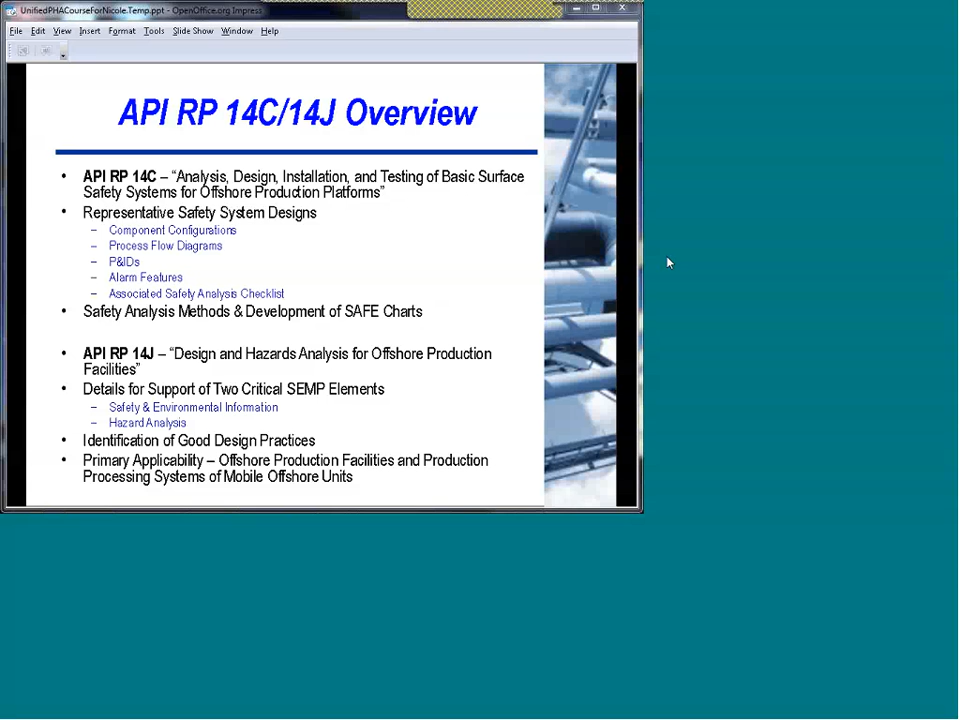 UnifiedPHACourseForNicole.Temp.ppt - OpenOffice.org Impress
File Edit View Insert Format Tools Slide Show Window Help
API RP 14C/14J Overview
• API RP 14C – “Analysis, Design, Installation, and Testing of Basic Surface
Safety Systems for Offshore Production Platforms”
• Representative Safety System Designs
– Component Configurations
– Process Flow Diagrams
– P&IDs
– Alarm Features
– Associated Safety Analysis Checklist
• Safety Analysis Methods & Development of SAFE Charts
• API RP 14J – “Design and Hazards Analysis for Offshore Production
Facilities”
• Details for Support of Two Critical SEMP Elements
– Safety & Environmental Information
– Hazard Analysis
• Identification of Good Design Practices
• Primary Applicability – Offshore Production Facilities and Production
Processing Systems of Mobile Offshore Units